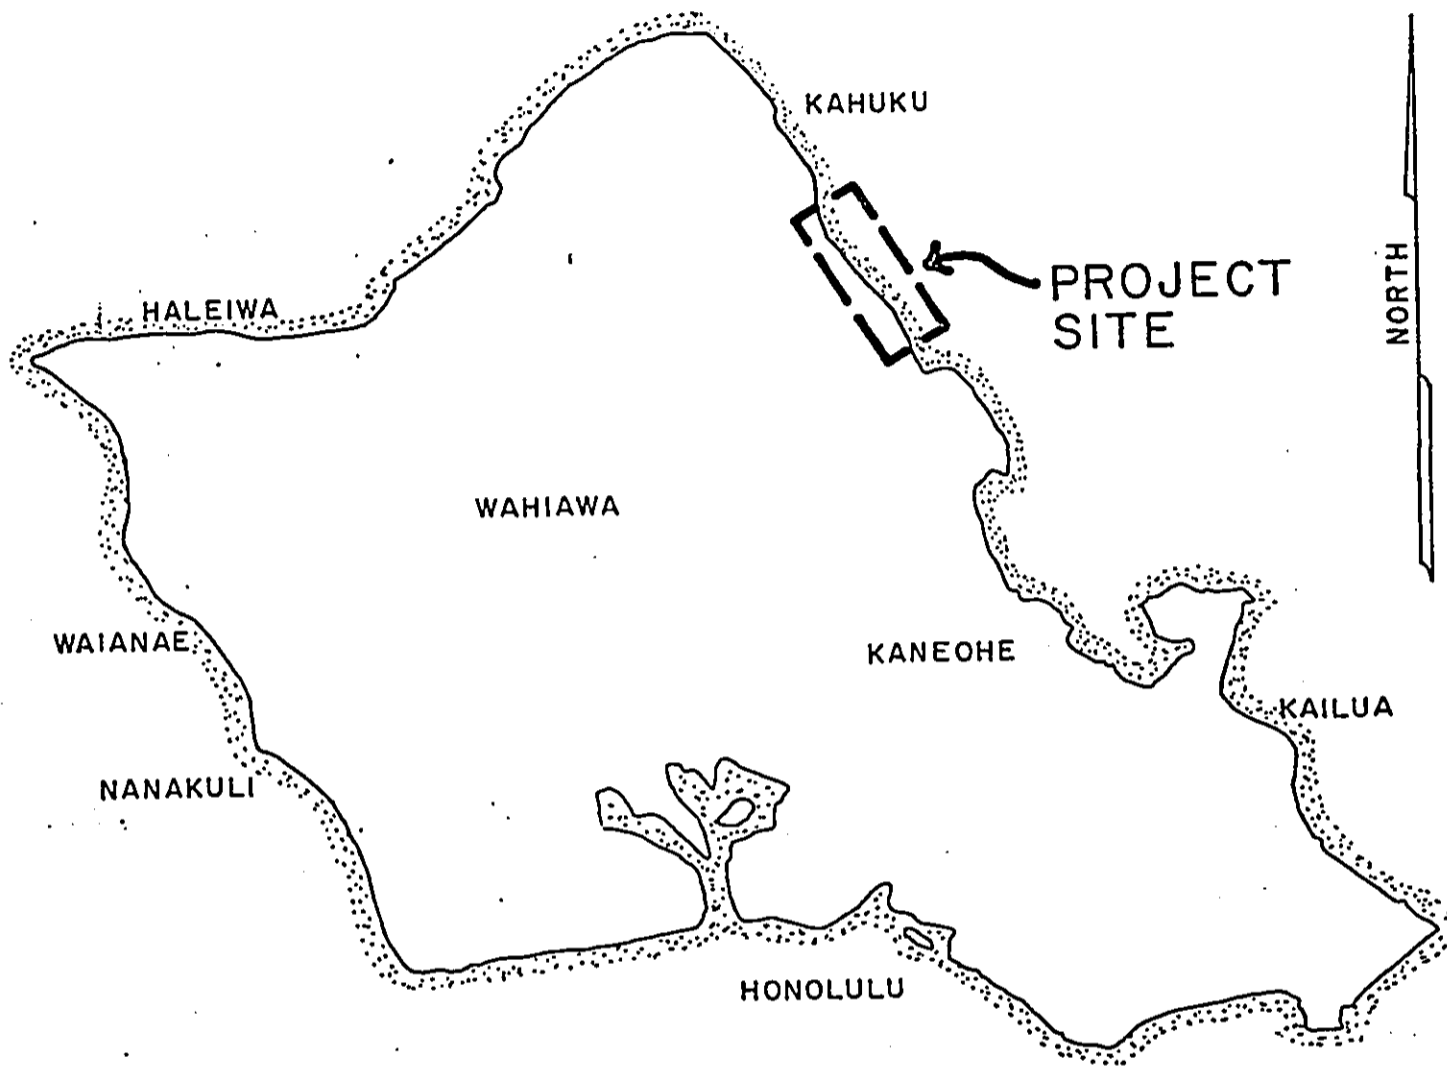 KAHUKU
PROJECT
SITE
NORTH
HALEIWA
WAHIAWA
WAIANAE
KANEOHE
KAILUA
NANAKULI
HONOLULU